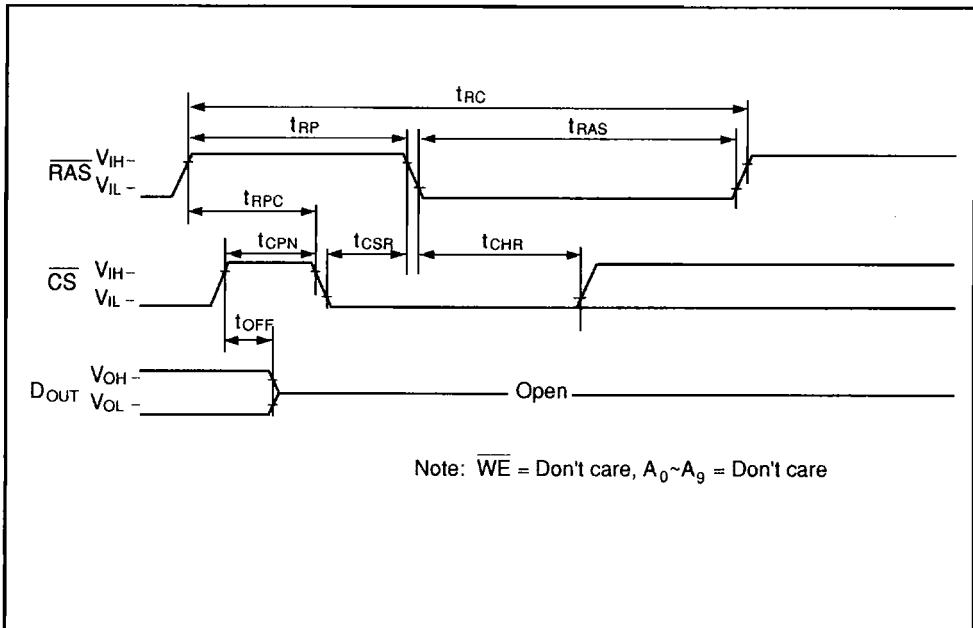 tRC
tRP
tRAS
RAS
VIH
VIL
tRPC
tCPN
tCSR
tCHR
CS
VIH
VIL
tOFF
DOUT
VOH
VOL
Open
Note: WE = Don't care, A0~A9 = Don't care